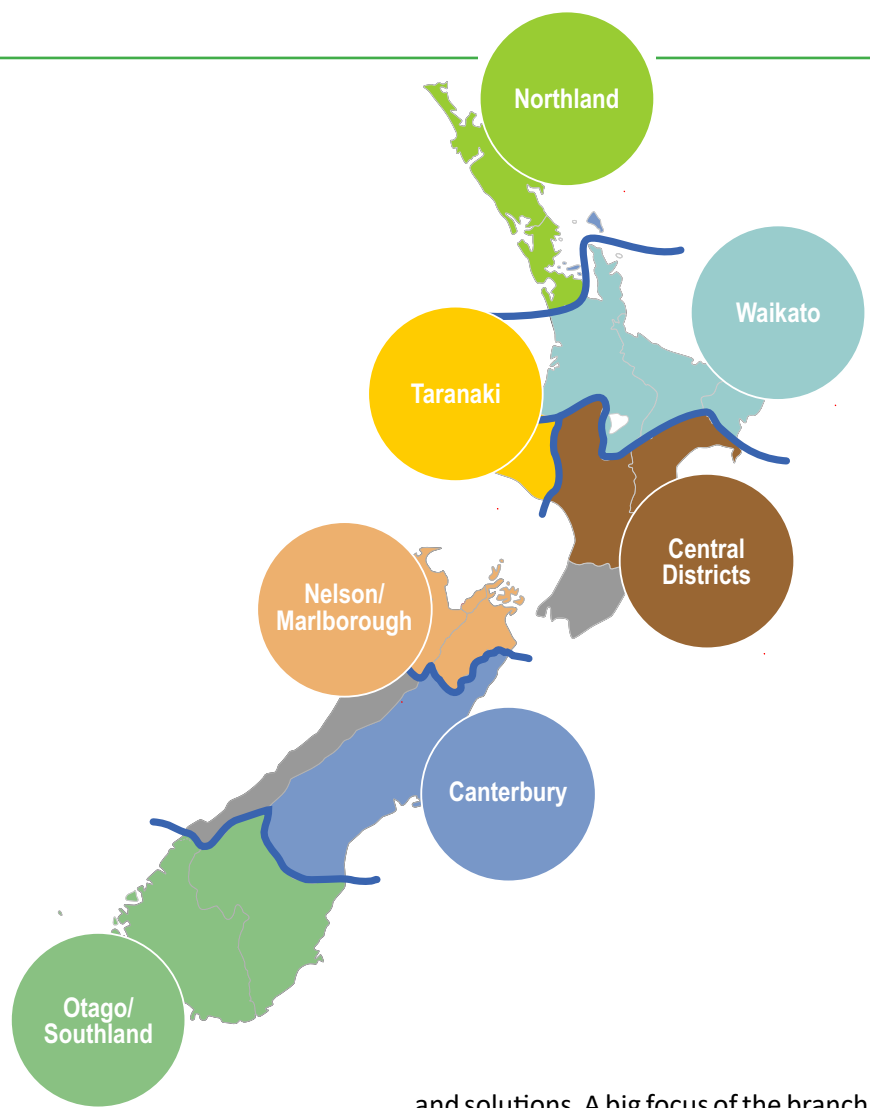 Northland
Waikato
Taranaki
Central
Districts
Nelson/
Marlborough
Canterbury
Otago/
Southland
and solutions. A big focus of the branch